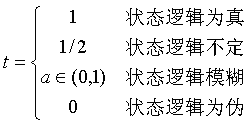 t =
1 状态逻辑为真
1/2 状态逻辑不定
a∈(0,1) 状态逻辑模糊
0 状态逻辑为伪